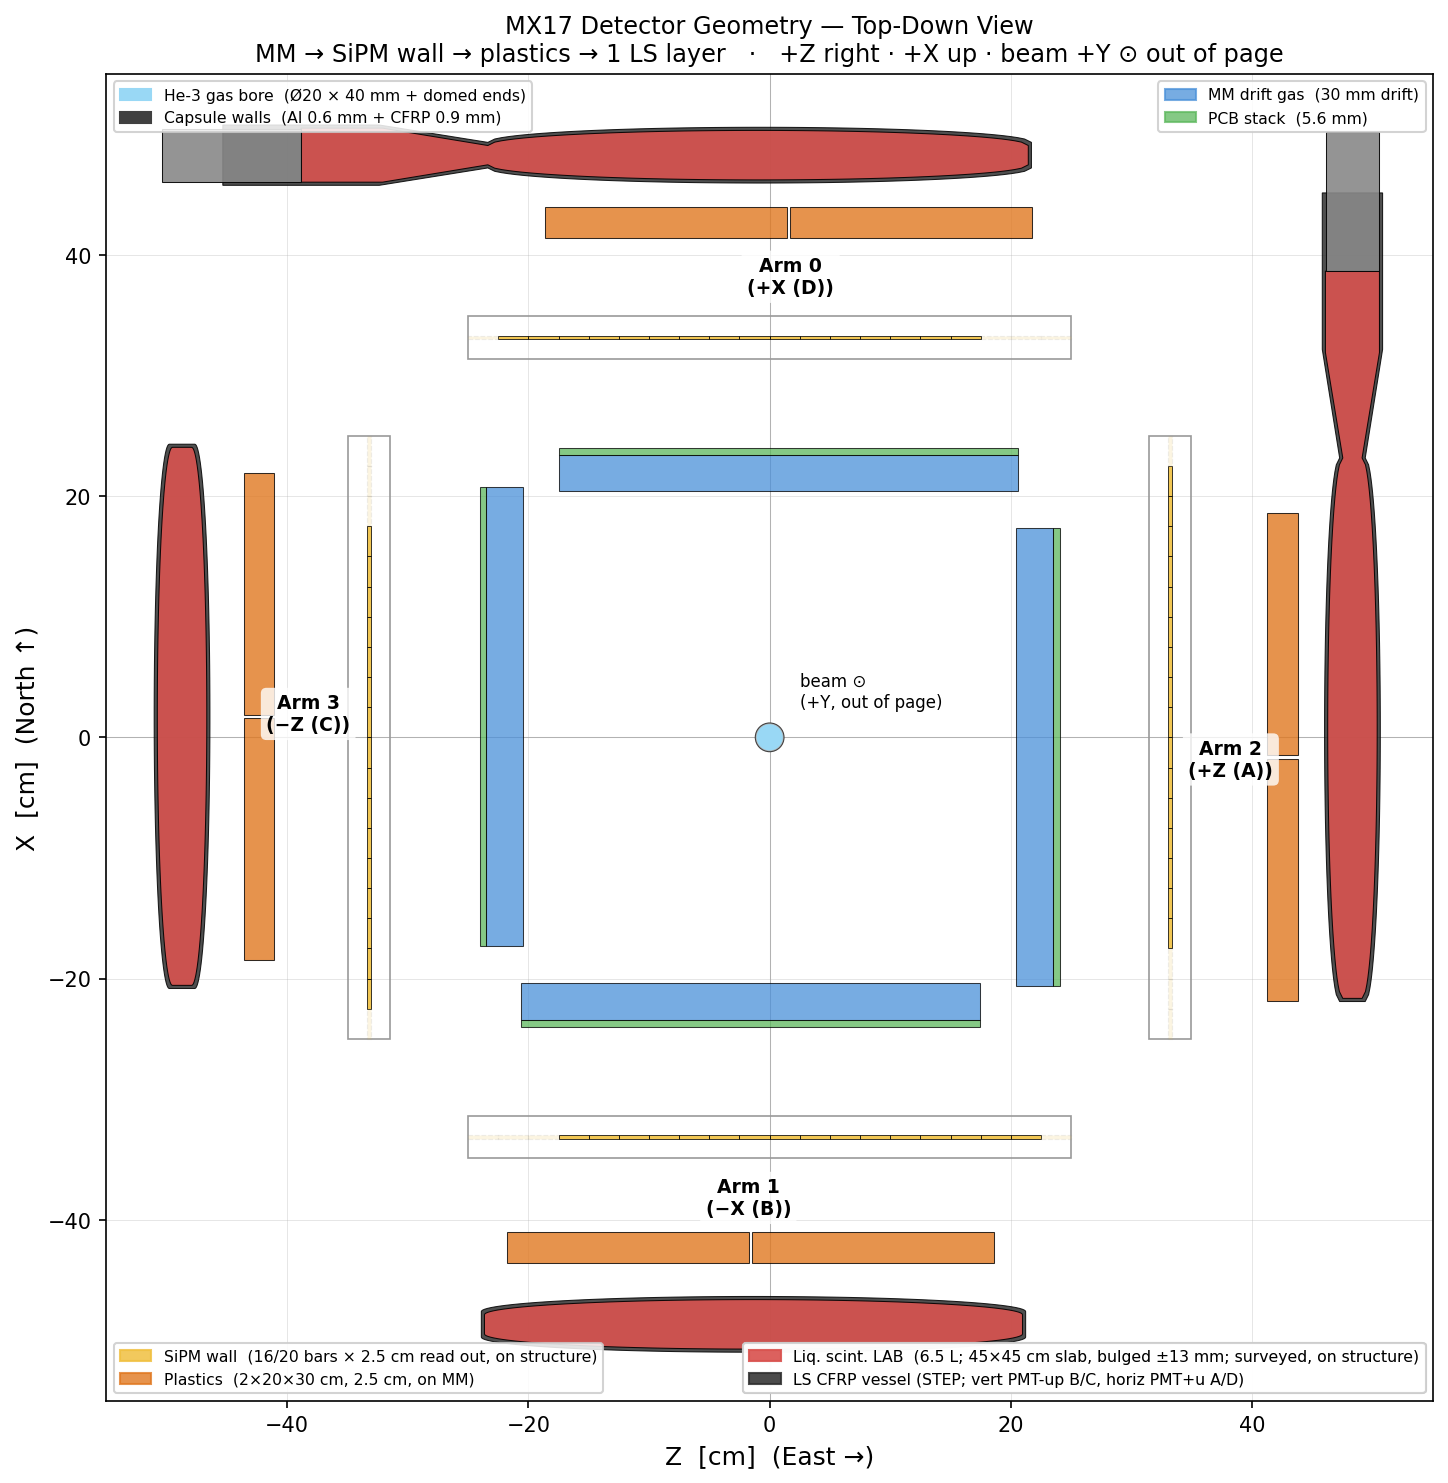 MX17 Detector Geometry — Top-Down View
MM → SiPM wall → plastics → 1 LS layer · +Z right · +X up · beam +Y ⊙ out of page
He-3 gas bore (Ø20 × 40 mm + domed ends)
Capsule walls (Al 0.6 mm + CFRP 0.9 mm)
MM drift gas (30 mm drift)
PCB stack (5.6 mm)
Arm 0
(+X (D))
Arm 3
(−Z (C))
beam ⊙
(+Y, out of page)
Arm 2
(+Z (A))
Arm 1
(−X (B))
SiPM wall (16/20 bars × 2.5 cm read out, on structure)
Plastics (2×20×30 cm, 2.5 cm, on MM)
Liq. scint. LAB (6.5 L; 45×45 cm slab, bulged ±13 mm; surveyed, on structure)
LS CFRP vessel (STEP; vert PMT-up B/C, horiz PMT+u A/D)
40
20
0
−20
−40
X [cm] (North ↑)
−40
−20
0
20
40
Z [cm] (East →)